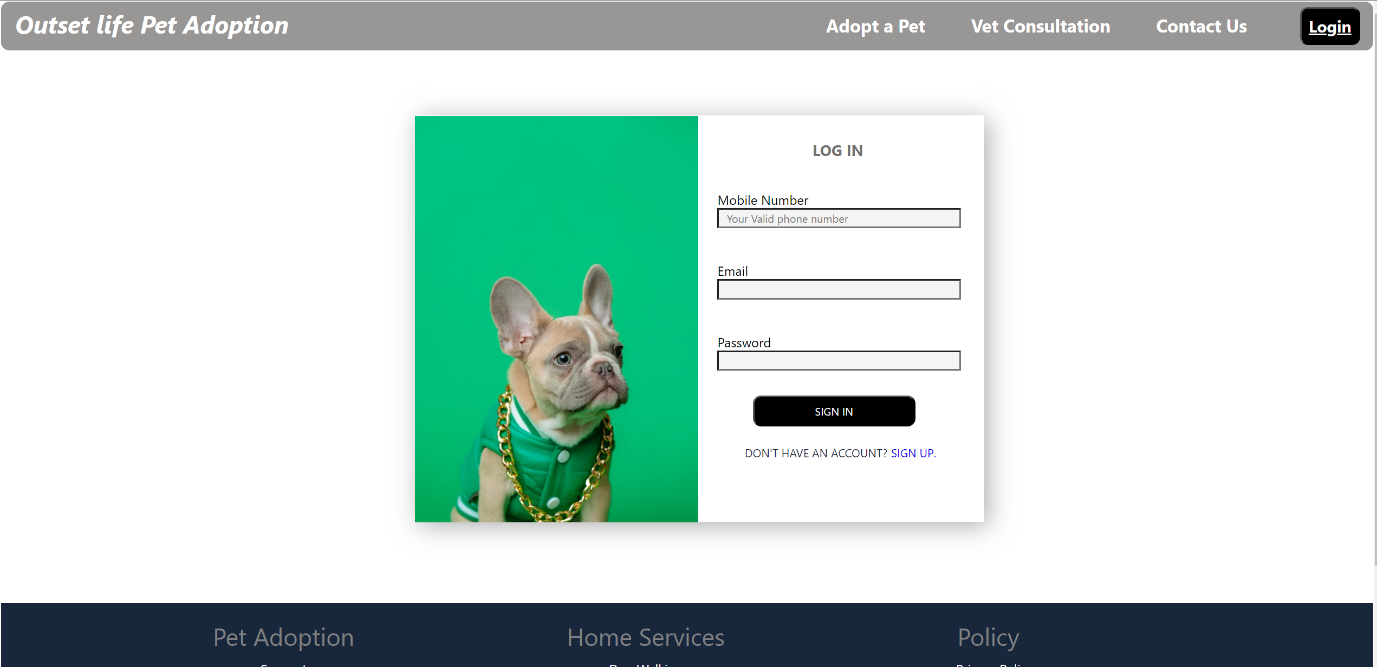 Outset life Pet Adoption Adopt a Pet Vet Consultation Contact Us Login
LOG IN
Mobile Number
Your Valid phone number
Email
Password
SIGN IN
DON'T HAVE AN ACCOUNT? SIGN UP.
Pet Adoption Home Services Policy